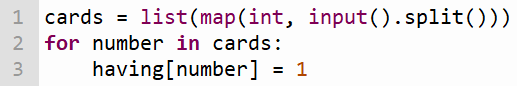 1 cards = list(map(int, input().split()))
2 for number in cards:
3     having[number] = 1